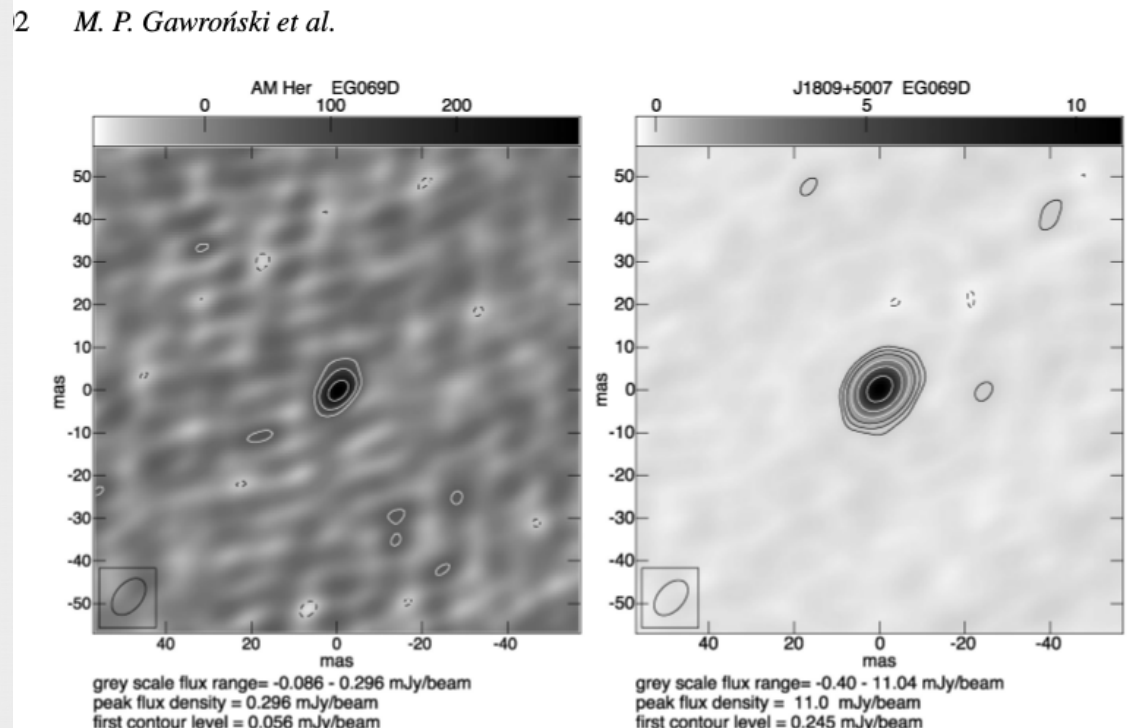 2 M. P. Gawroński et al.
AM Her EG069D
0 100 200
50
40
30
20
10
0
-10
-20
-30
-40
-50
mas
40 20 0 -20 -40
mas
grey scale flux range= -0.086 - 0.296 mJy/beam
peak flux density = 0.296 mJy/beam
first contour level = 0.056 mJy/beam
J1809+5007 EG069D
0 5 10
50
40
30
20
10
0
-10
-20
-30
-40
-50
mas
40 20 0 -20 -40
mas
grey scale flux range= -0.40 - 11.04 mJy/beam
peak flux density = 11.0 mJy/beam
first contour level = 0.245 mJy/beam